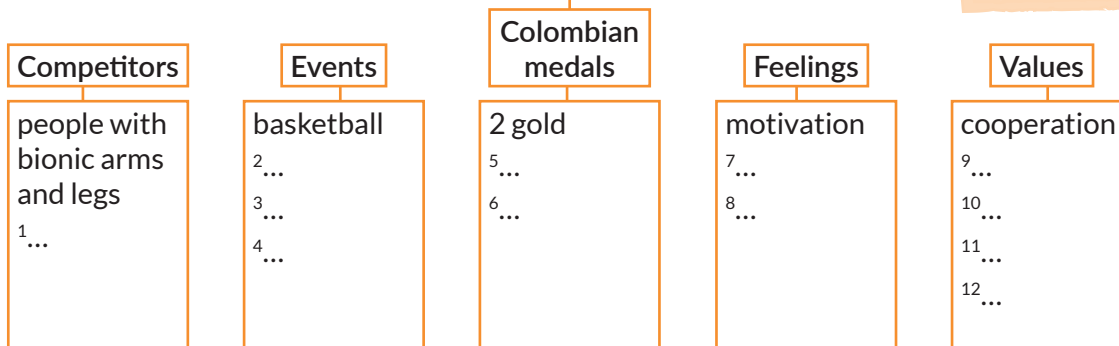 Competitors
people with
bionic arms
and legs
1...
Events
basketball
2...
3...
4...
Colombian
medals
2 gold
5...
6...
Feelings
motivation
7...
8...
Values
cooperation
9...
10...
11...
12...